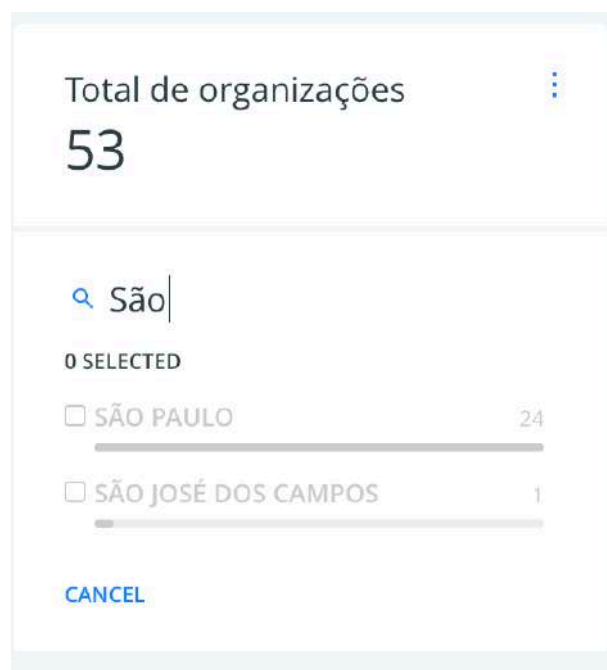 Total de organizações
53
São
0 SELECTED
SÃO PAULO 24
SÃO JOSÉ DOS CAMPOS 1
CANCEL